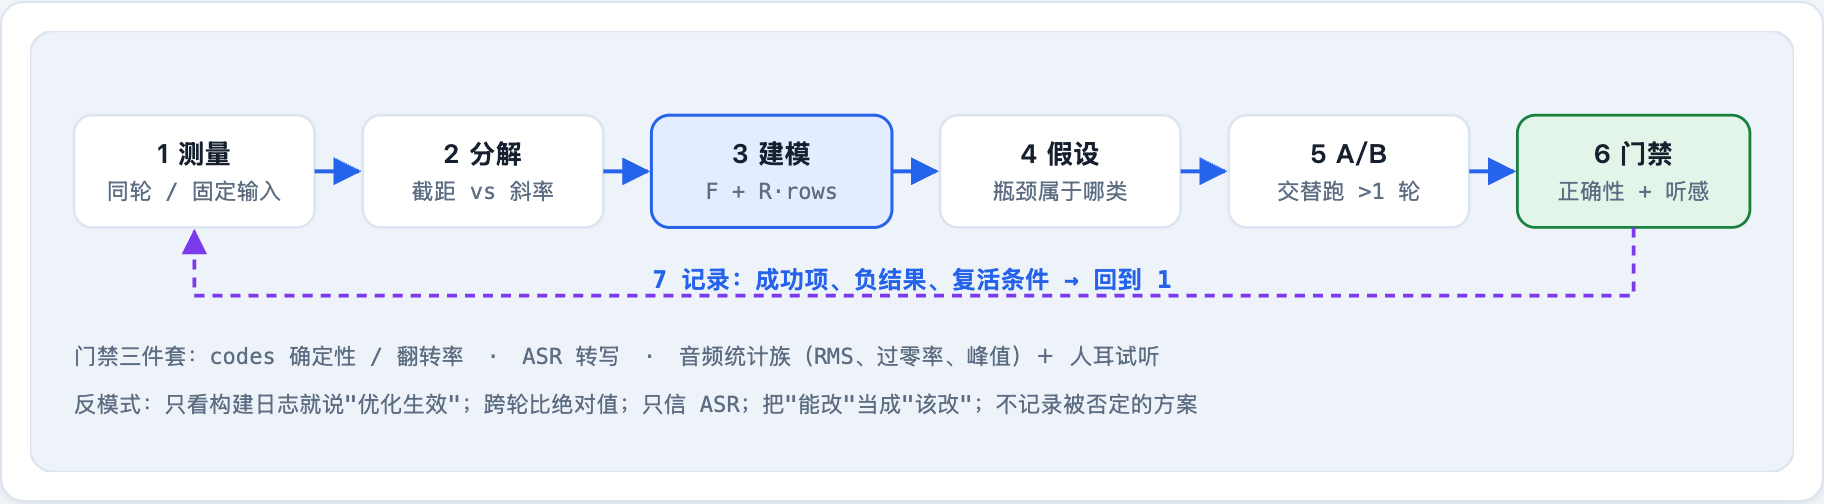 1 测量
同轮 / 固定输入
2 分解
截距 vs 斜率
3 建模
F + R·rows
4 假设
瓶颈属于哪类
5 A/B
交替跑 >1 轮
6 门禁
正确性 + 听感
7 记录：成功项、负结果、复活条件 → 回到 1
门禁三件套：codes 确定性 / 翻转率 · ASR 转写 · 音频统计族（RMS、过零率、峰值）＋ 人耳试听
反模式：只看构建日志就说"优化生效"；跨轮比绝对值；只信 ASR；把"能改"当成"该改"；不记录被否定的方案